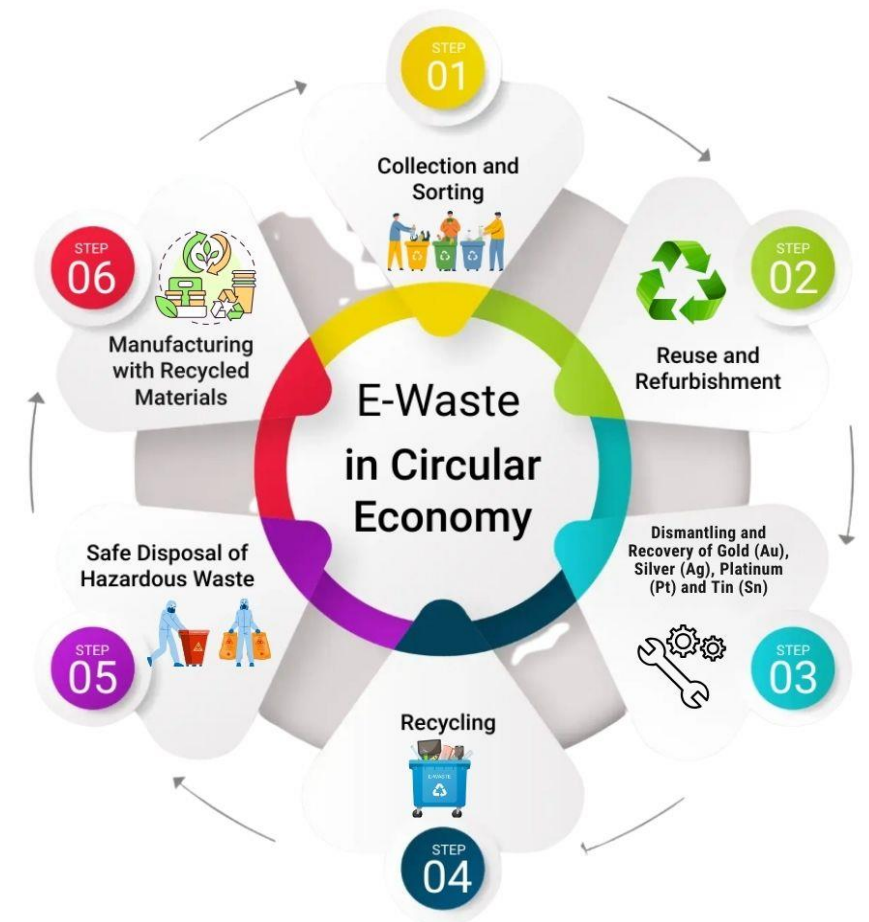 STEP
01
Collection and
Sorting
STEP
02
Reuse and
Refurbishment
Dismantling and
Recovery of Gold (Au),
Silver (Ag), Platinum
(Pt) and Tin (Sn)
STEP
03
Recycling
E-WASTE
STEP
04
Safe Disposal of
Hazardous Waste
STEP
05
STEP
06
Manufacturing
with Recycled
Materials
E-Waste
in Circular
Economy